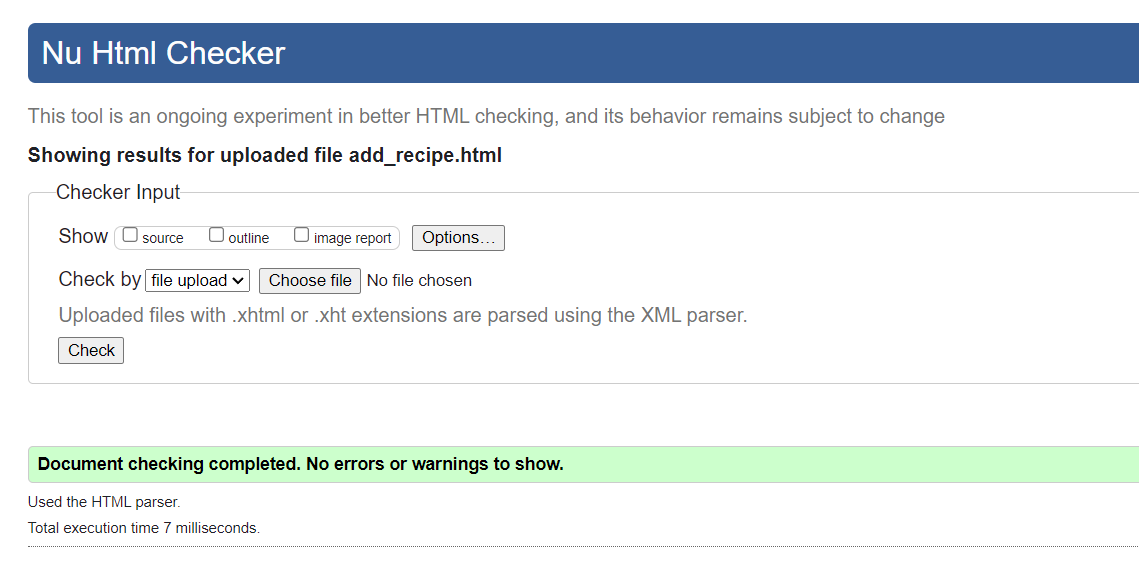 Nu Html Checker
This tool is an ongoing experiment in better HTML checking, and its behavior remains subject to change
Showing results for uploaded file add_recipe.html
Checker Input
Show source outline image report Options...
Check by file upload Choose file No file chosen
Uploaded files with .xhtml or .xht extensions are parsed using the XML parser.
Check
Document checking completed. No errors or warnings to show.
Used the HTML parser.
Total execution time 7 milliseconds.